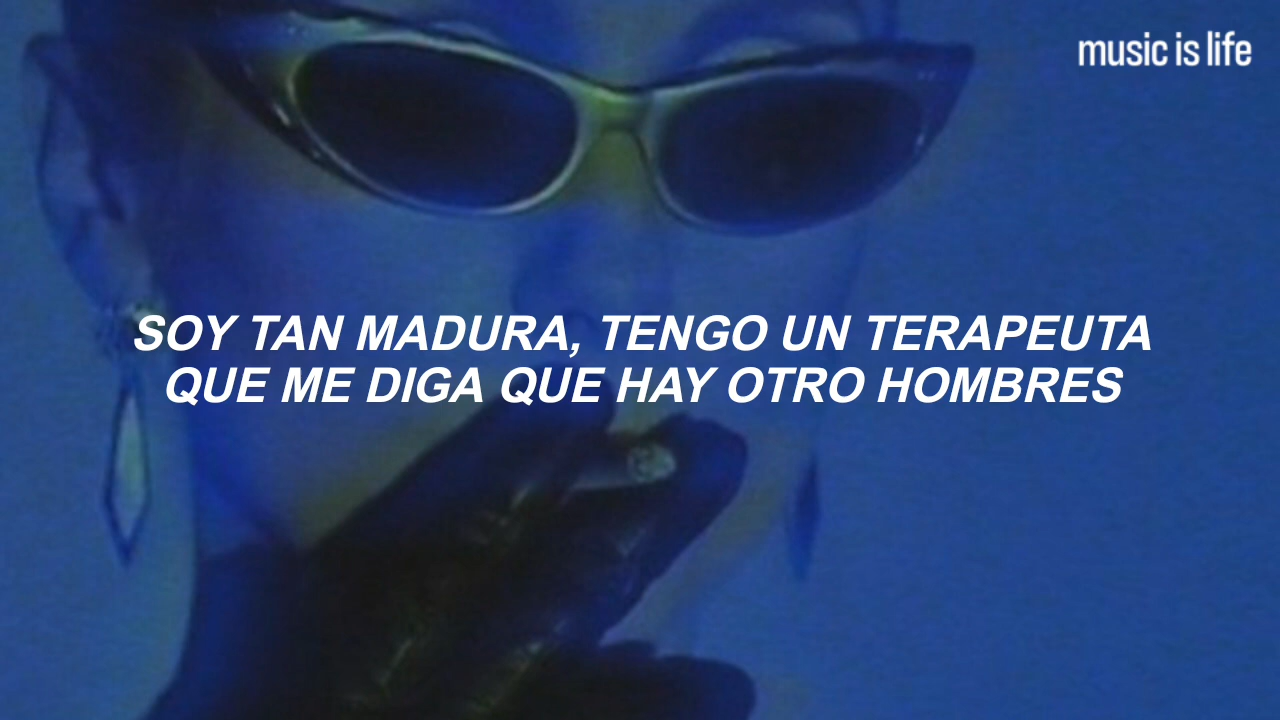 music is life
SOY TAN MADURA, TENGO UN TERAPEUTA
QUE ME DIGA QUE HAY OTRO HOMBRES